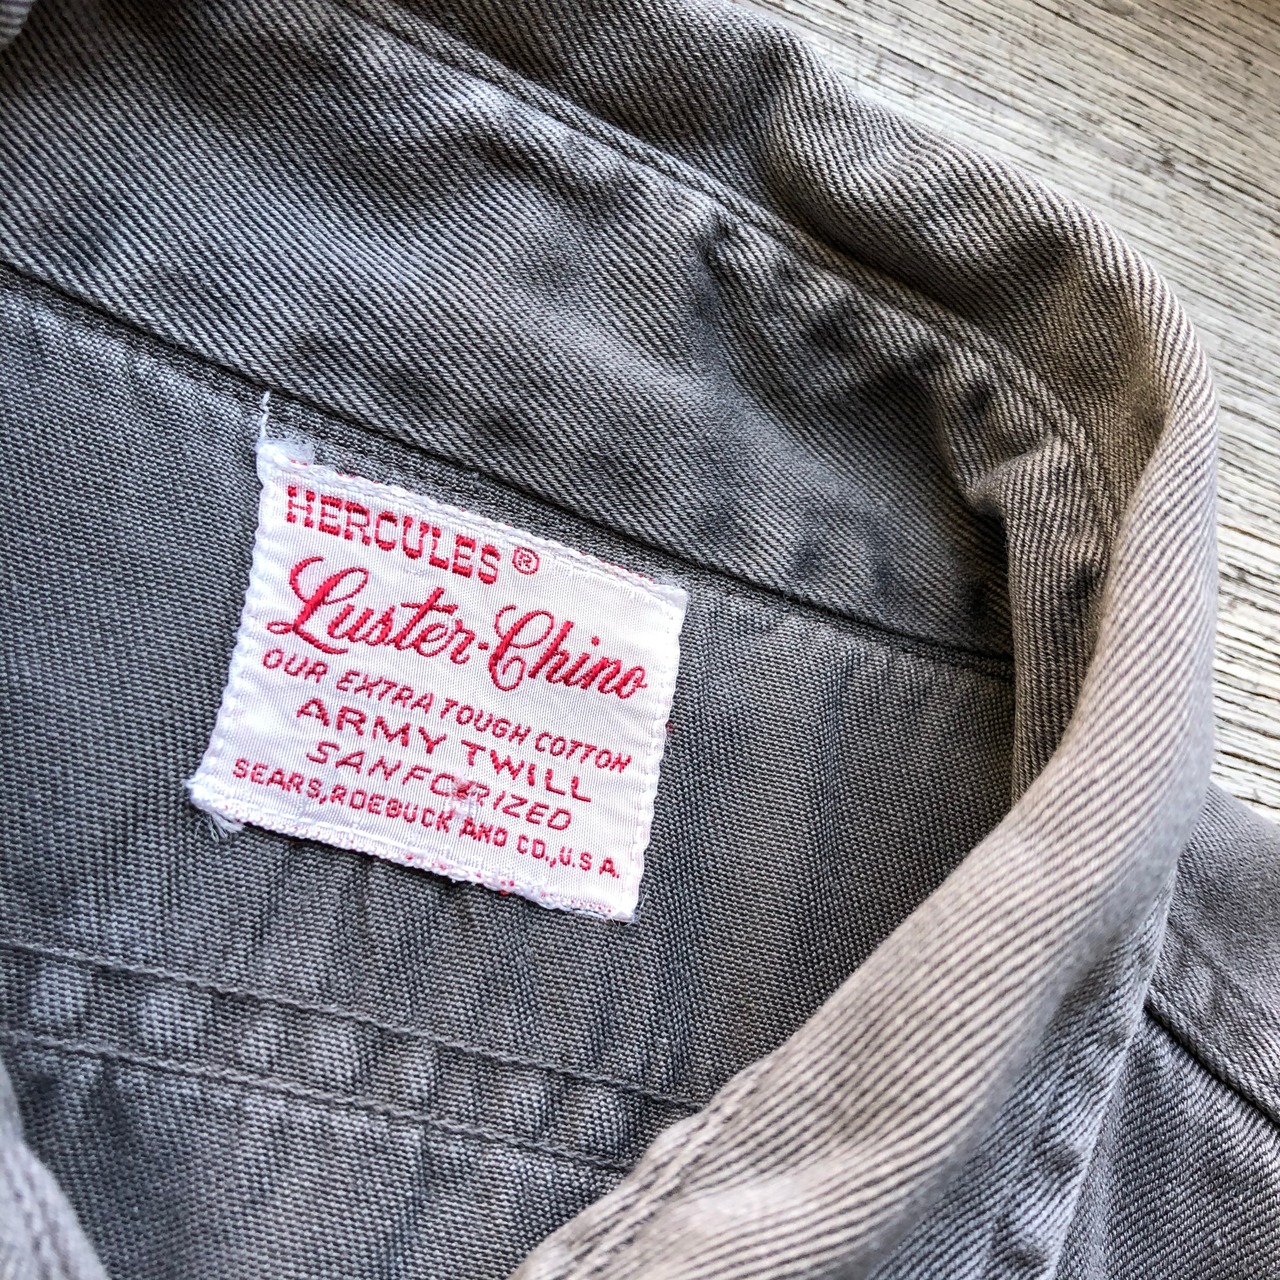 HERCULES ®
Luster-Chino
OUR EXTRA TOUGH COTTON
ARMY TWILL
SANFORIZED
SEARS, ROEBUCK AND CO., U.S.A.